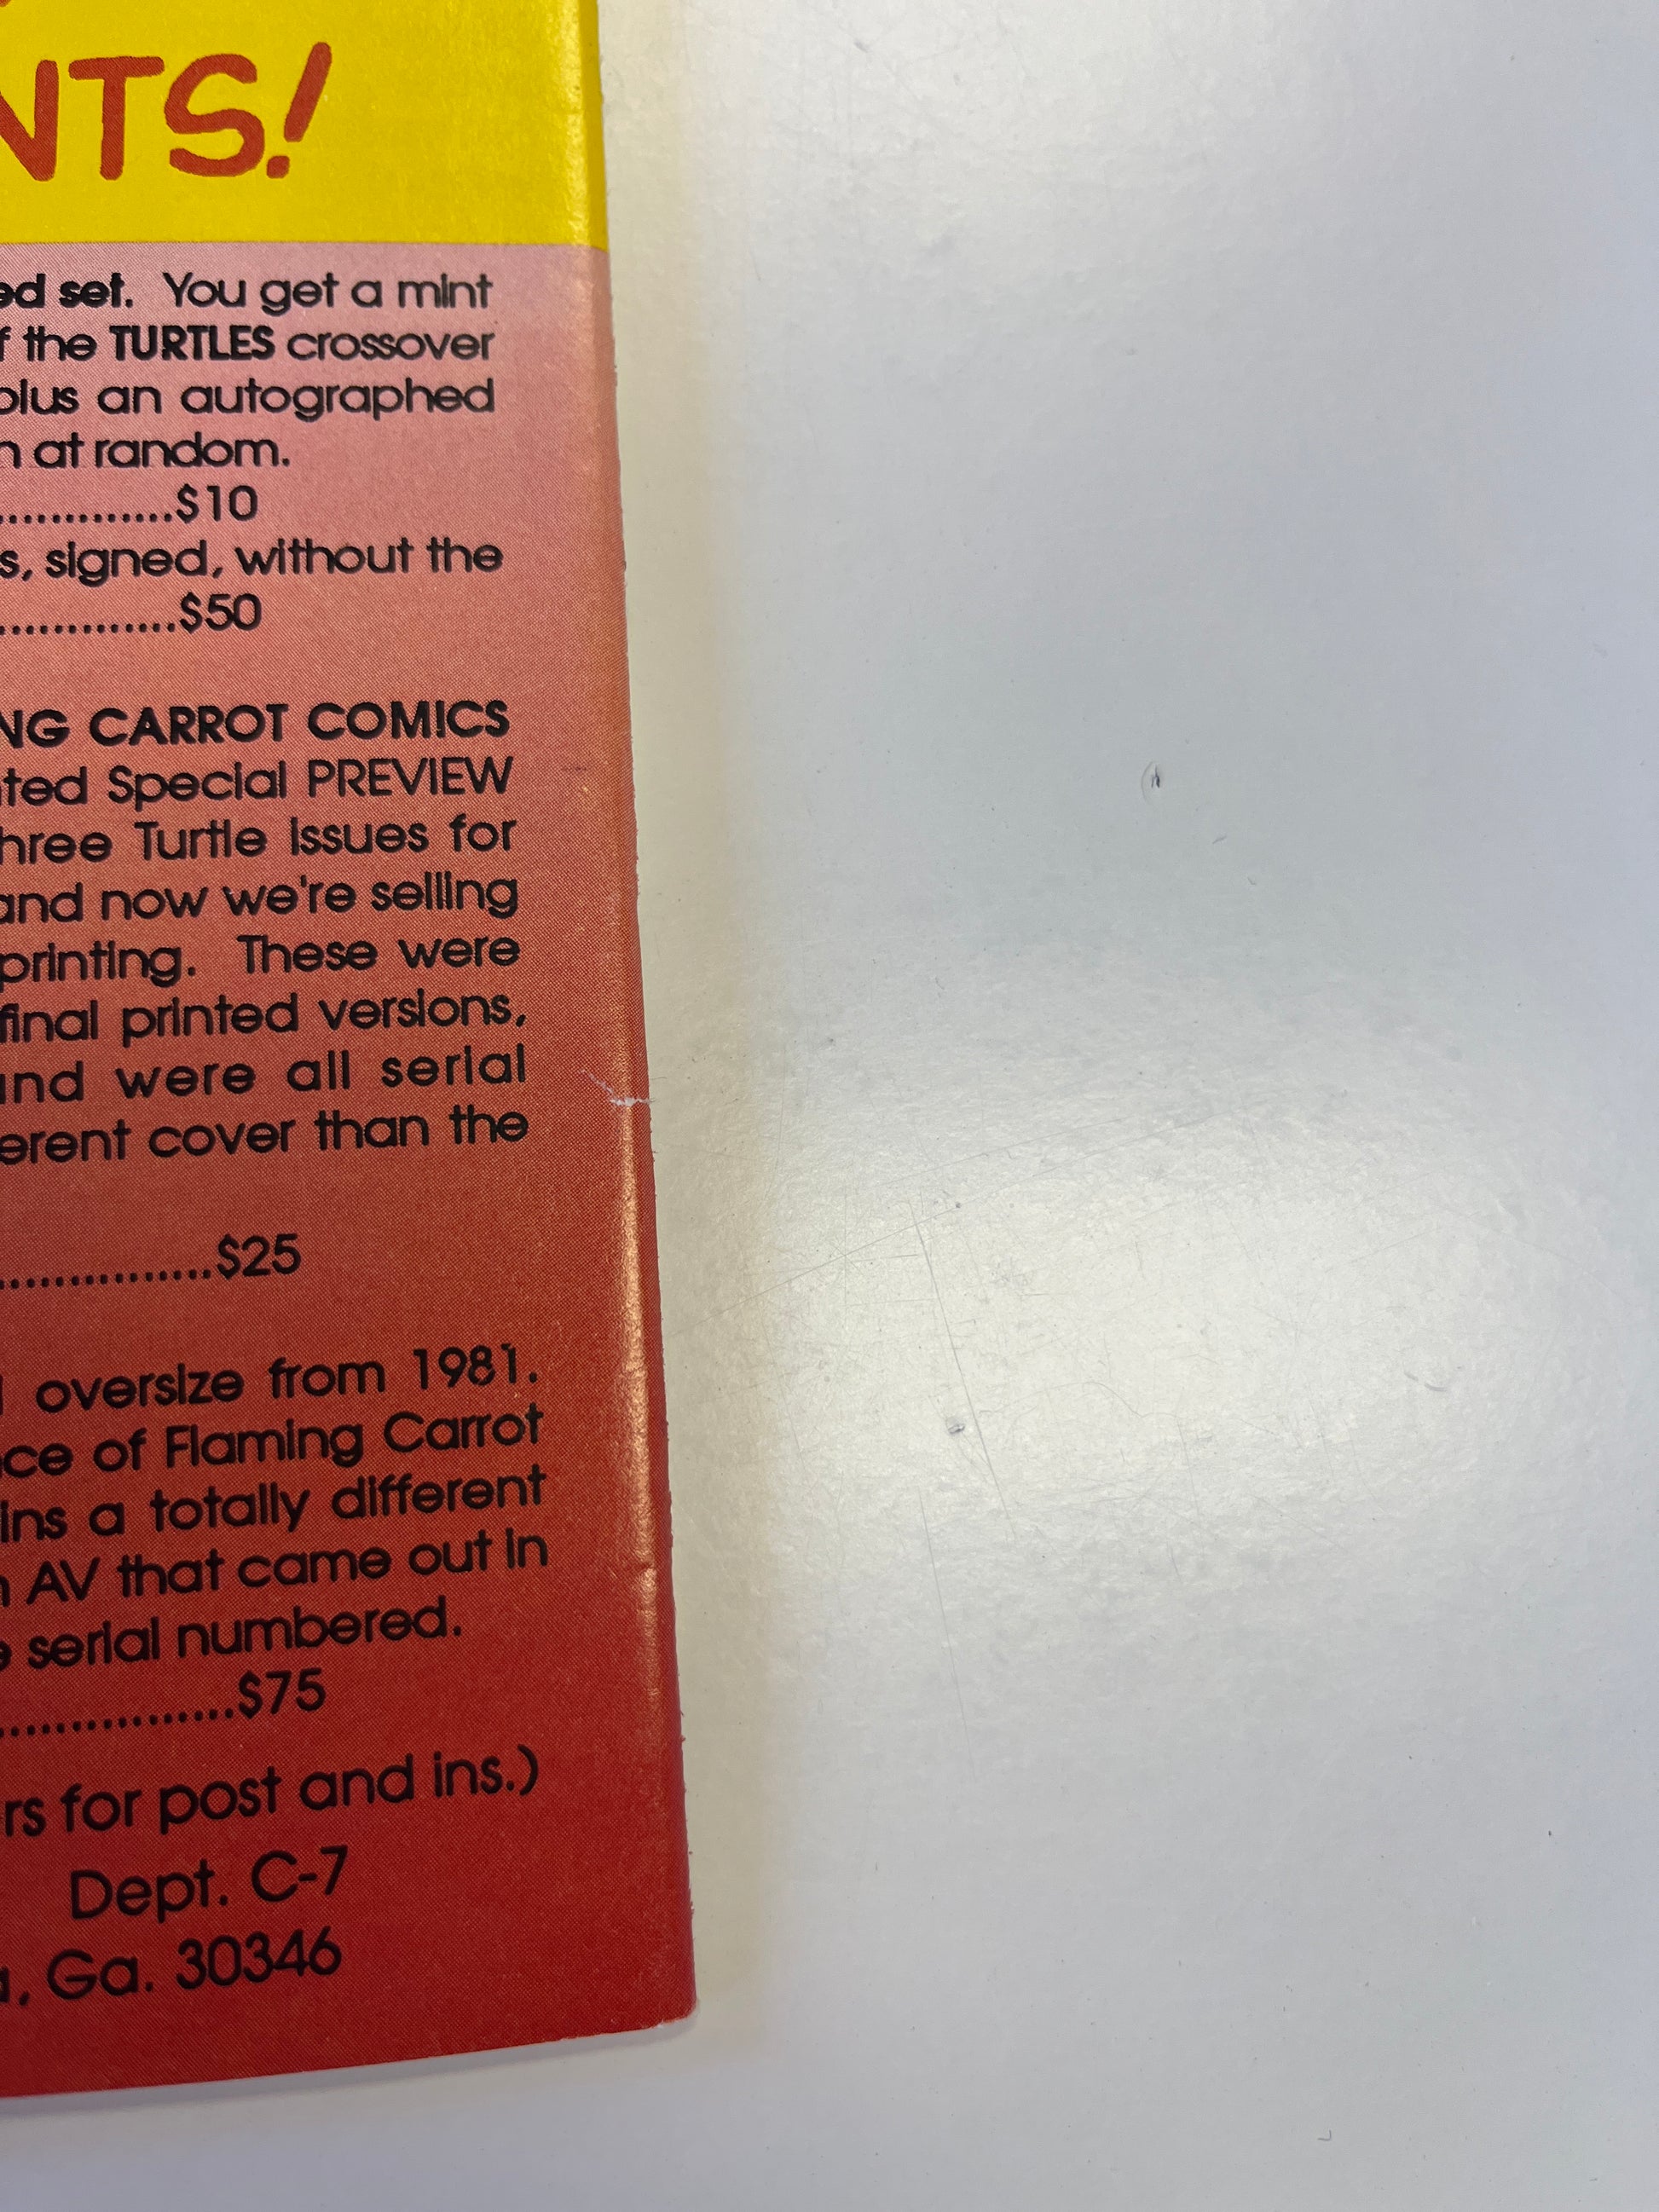 NTS!
ed set. You get a mint
f the TURTLES crossover
plus an autographed
n at random.
.............$10
s, signed, without the
.............$50
NG CARROT COMICS
ted Special PREVIEW
hree Turtle Issues for
and now we're selling
printing. These were
final printed versions,
and were all serial
erent cover than the
...............$25
oversize from 1981.
ce of Flaming Carrot
ins a totally different
n AV that came out in
e serial numbered.
................$75
rs for post and ins.)
Dept. C-7
a, Ga. 30346